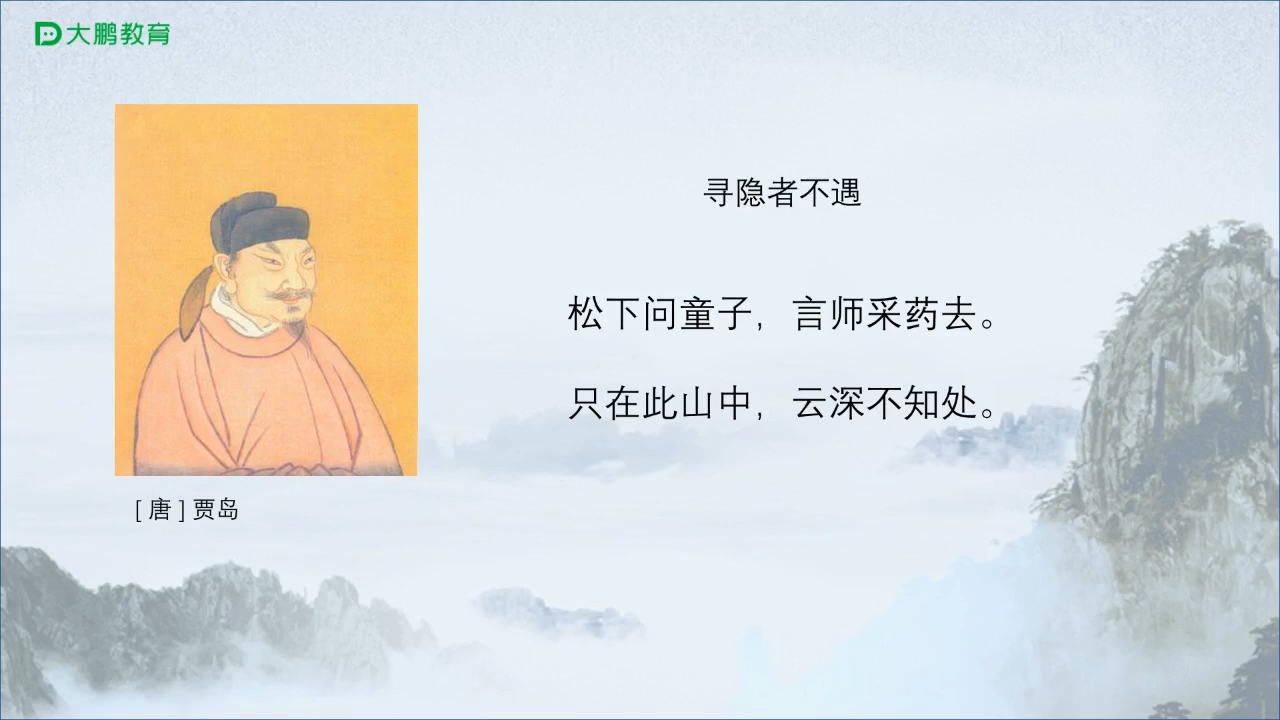 大鹏教育
寻隐者不遇
松下问童子，言师采药去。
只在此山中，云深不知处。
[ 唐 ] 贾岛